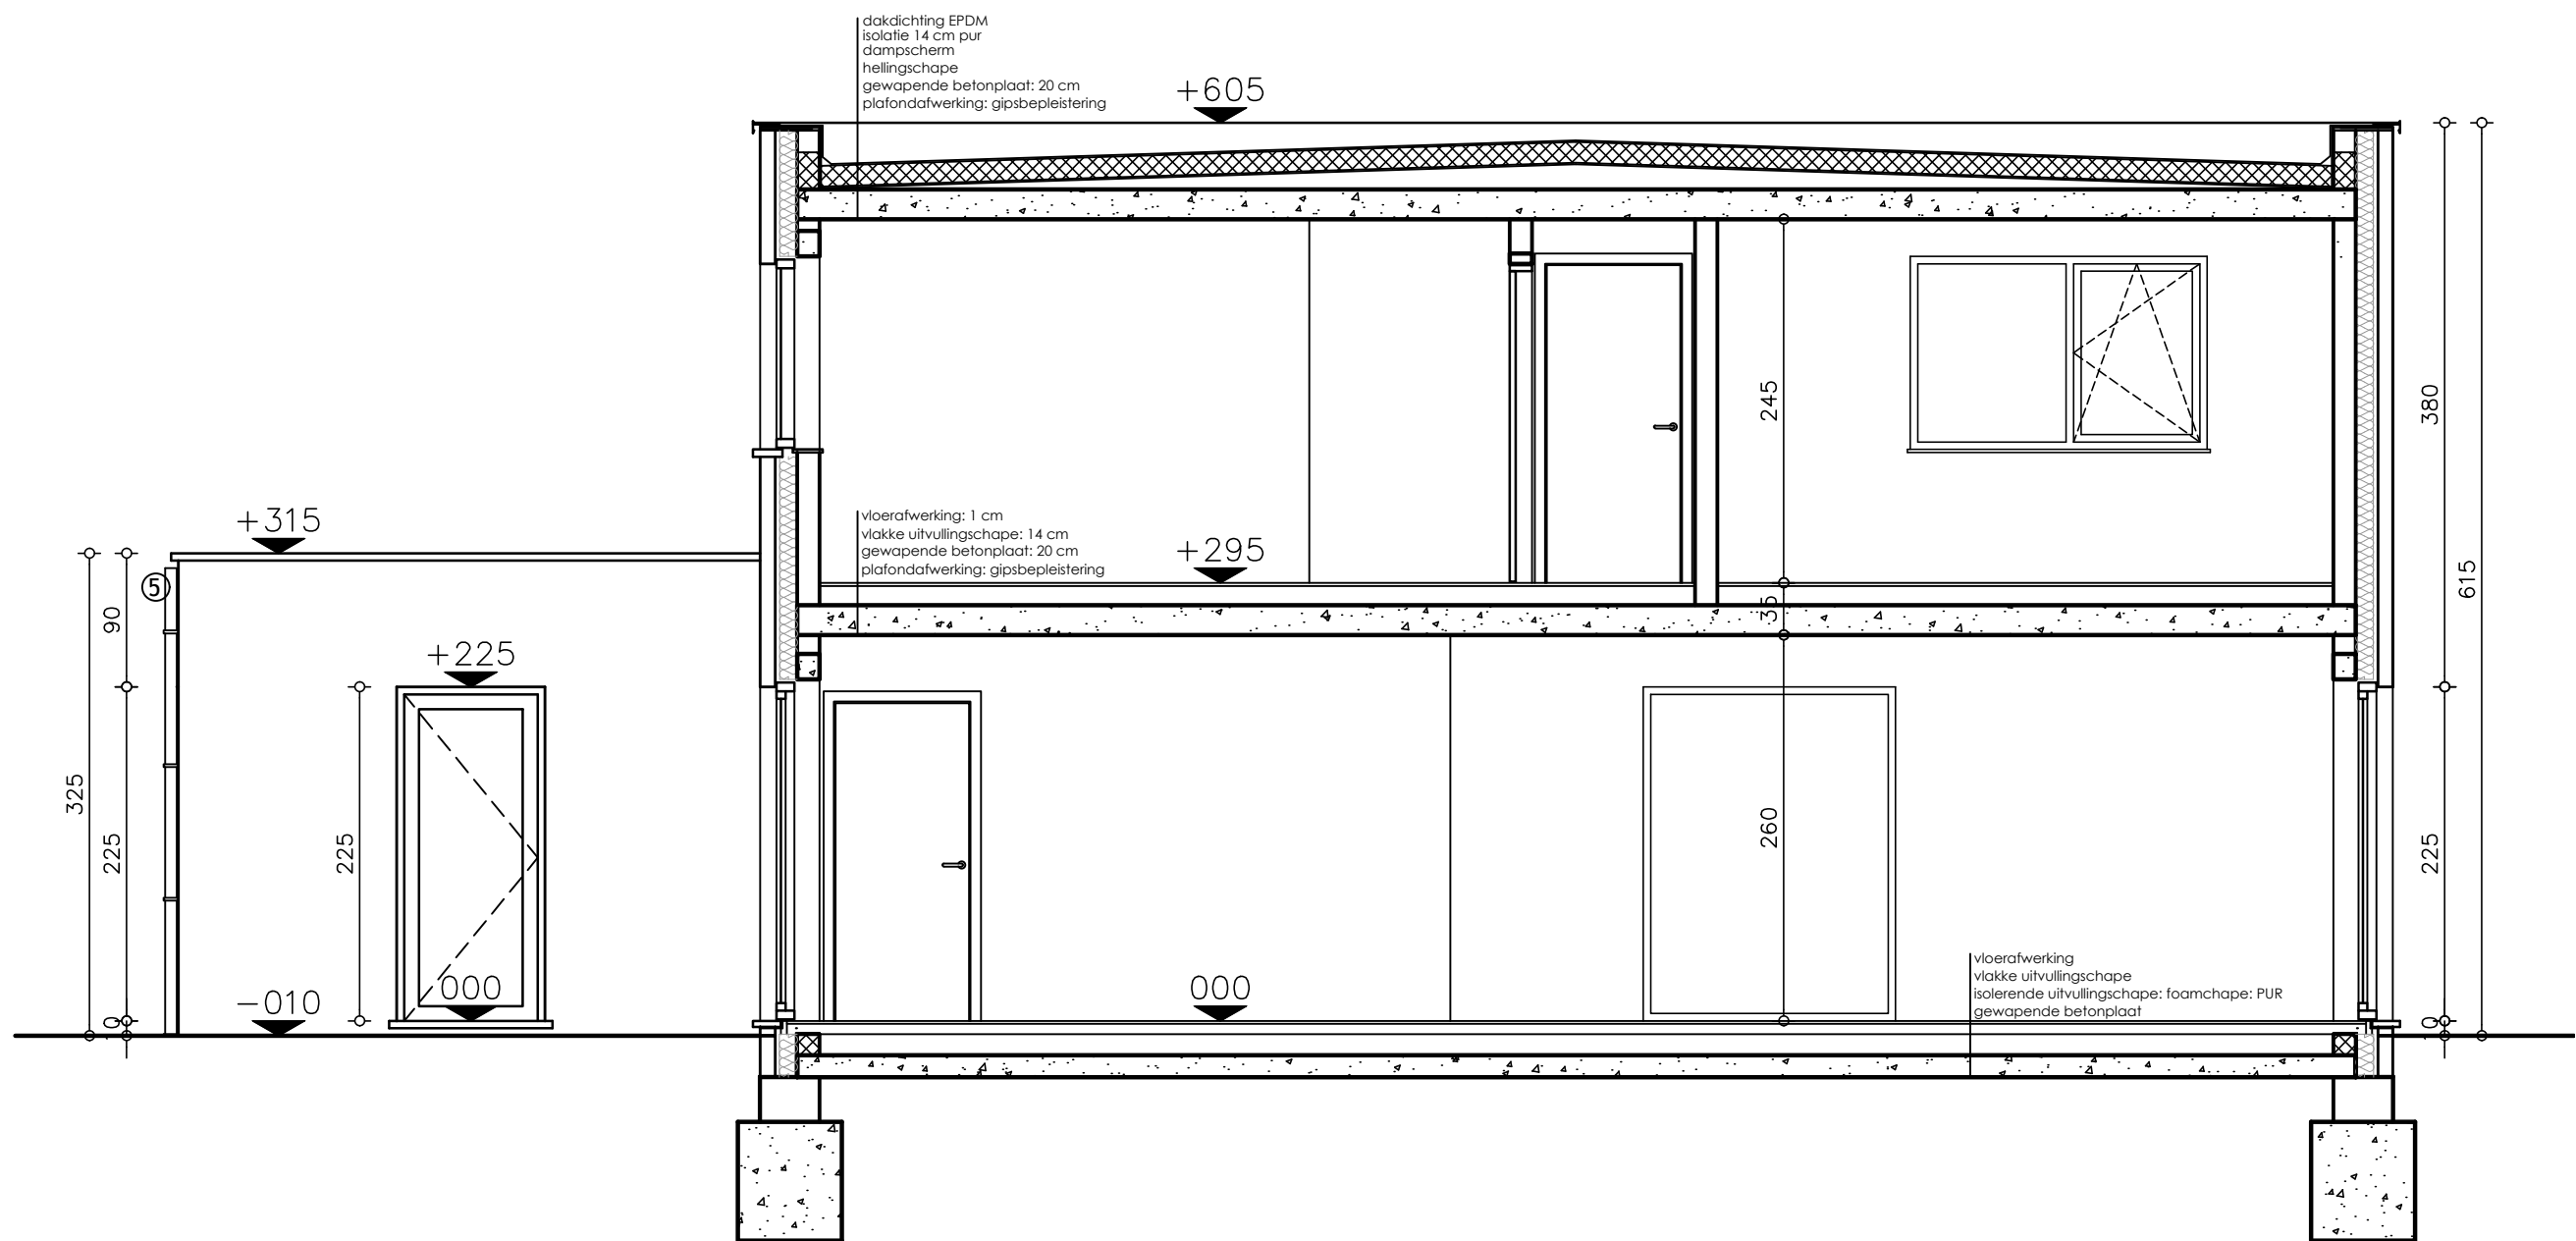 dakdichting EPDM
isolatie 14 cm pur
dampscherm
hellingschape
gewapende betonplaat: 20 cm
plafondafwerking: gipsbepleistering
+605
245
380
615
vloerafwerking: 1 cm
vlakke uitvullingschape: 14 cm
gewapende betonplaat: 20 cm
plafondafwerking: gipsbepleistering
+295
+315
5
90
35
+225
325
225
225
260
225
000
-010
000
vloerafwerking
vlakke uitvullingschape
isolerende uitvullingschape: foamchape: PUR
gewapende betonplaat